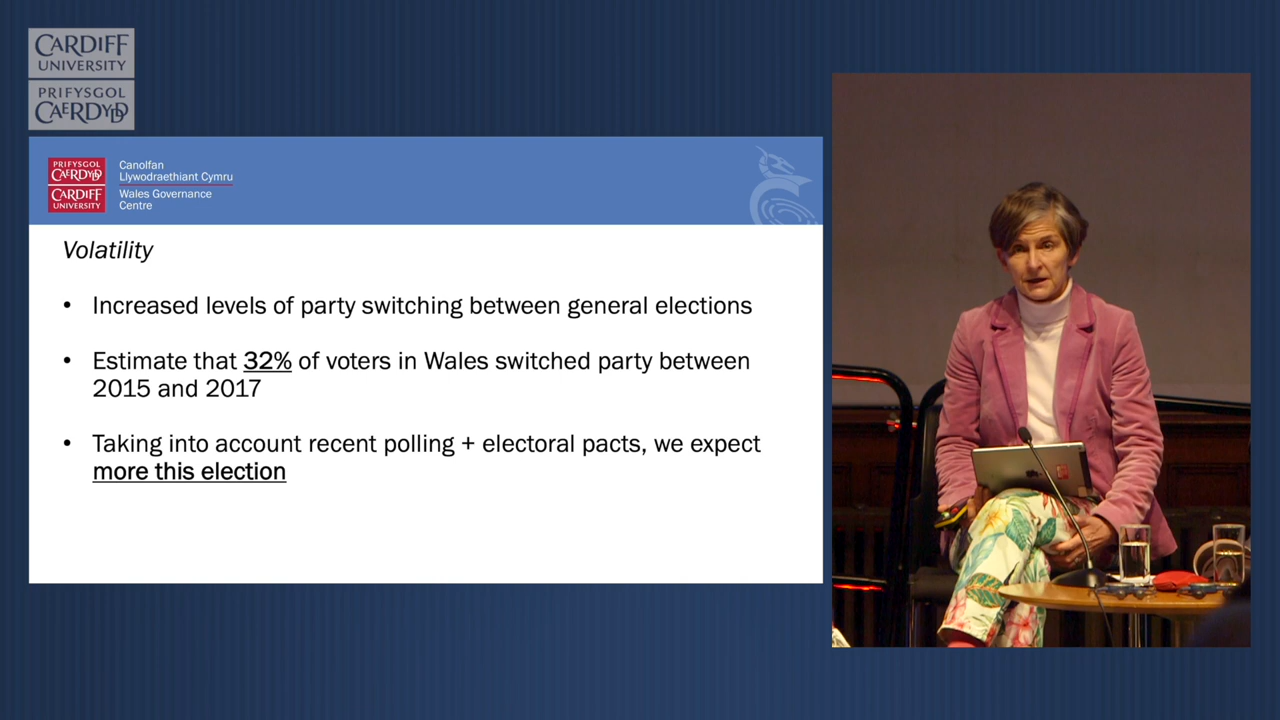 CARDIFF
UNIVERSITY
PRIFYSGOL
CAERDYDD
PRIFYSGOL
CAERDYDD
CARDIFF
UNIVERSITY
Canolfan
Llywodraethiant Cymru
Wales Governance
Centre
Volatility
• Increased levels of party switching between general elections
• Estimate that 32% of voters in Wales switched party between
2015 and 2017
• Taking into account recent polling + electoral pacts, we expect
more this election